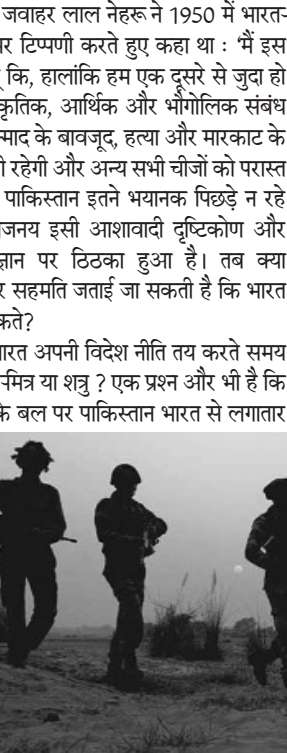 जवाहर लाल नेहरू ने 1950 में भारत-
पर टिप्पणी करते हुए कहा था : ‘मैं इस
कि, हालांकि हम एक दूसरे से जुदा हो
कृतिक, आर्थिक और भौगोलिक संबंध
न्माद के बावजूद, हत्या और मारकाट के
रहेगी और अन्य सभी चीजों को परास्त
पाकिस्तान इतने भयानक पिछड़े न रहे
जनय इसी आशावादी दृष्टिकोण और
ज्ञान पर ठिठका हुआ है। तब क्या
र सहमति जताई जा सकती है कि भारत
कते?
भारत अपनी विदेश नीति तय करते समय
-मित्र या शत्रु ? एक प्रश्न और भी है कि
के बल पर पाकिस्तान भारत से लगातार